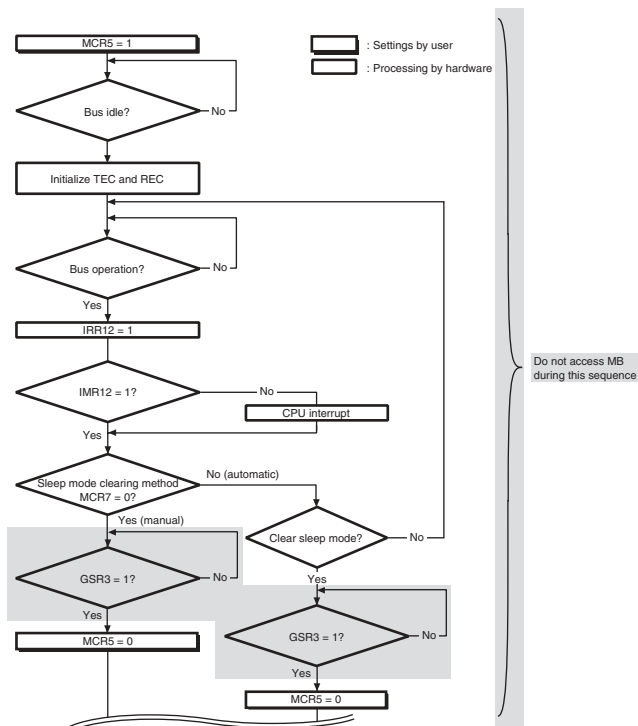 MCR5 = 1
: Settings by user
: Processing by hardware
Bus idle?
No
Initialize TEC and REC
Bus operation?
No
Yes
IRR12 = 1
Do not access MB
during this sequence
IMR12 = 1?
No
CPU interrupt
Yes
Sleep mode clearing method
MCR7 = 0?
No (automatic)
Yes (manual)
Clear sleep mode?
No
GSR3 = 1?
No
Yes
Yes
MCR5 = 0
GSR3 = 1?
No
Yes
MCR5 = 0